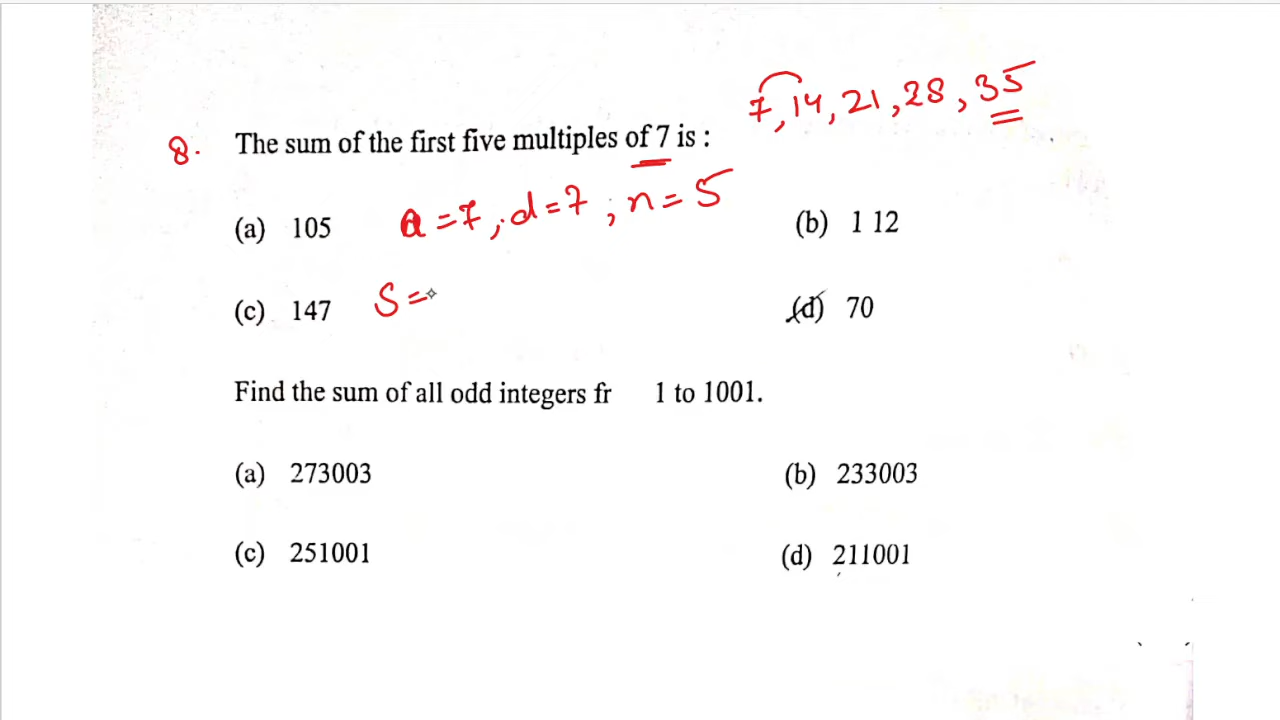 7, 14, 21, 28, 35
8. The sum of the first five multiples of 7 is :
a = 7, d = 7, n = 5
(a) 105 (b) 1 12
(c) 147 S = (d) 70
Find the sum of all odd integers fr 1 to 1001.
(a) 273003 (b) 233003
(c) 251001 (d) 211001